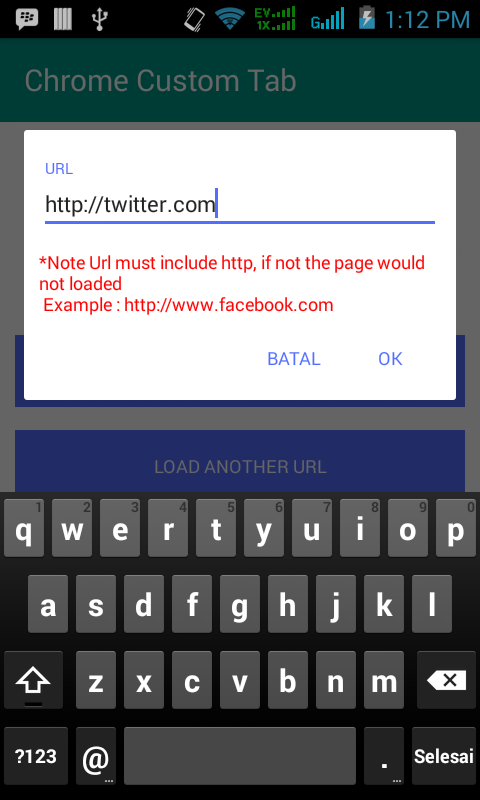 EV
1X
G
1:12 PM
Chrome Custom Tab
URL
http://twitter.com
*Note Url must include http, if not the page would
not loaded
Example : http://www.facebook.com
BATAL OK
LOAD ANOTHER URL
1 2 3 4 5 6 7 8 9 0
q w e r t y u i o p
a s d f g h j k l
z x c v b n m
?123 @ ... . ... Selesai